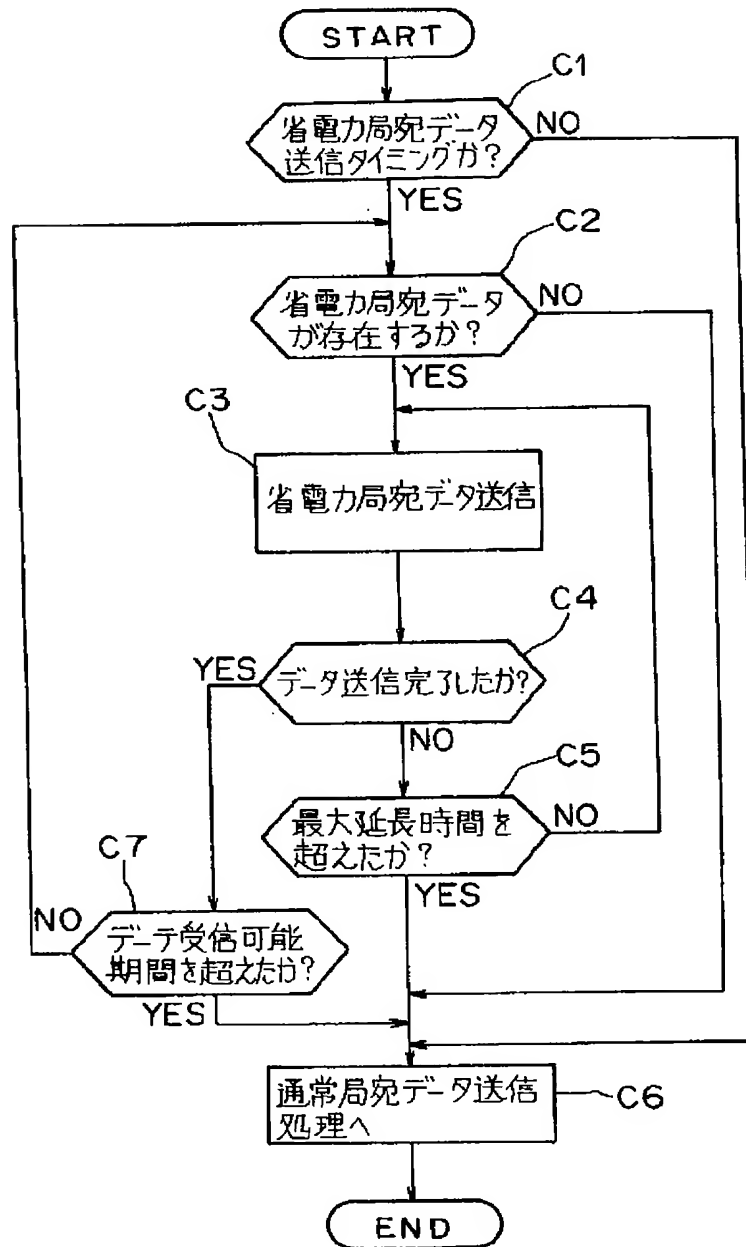 START
C1
省電力局宛データ
送信タイミングか?
NO
YES
C2
省電力局宛データ
が存在するか?
NO
YES
C3
省電力局宛データ送信
C4
YES
データ送信完了したか?
NO
C5
最大延長時間を
超えたか?
NO
C7
YES
NO
データ受信可能
期間を超えたか?
YES
通常局宛データ送信
処理へ
C6
END